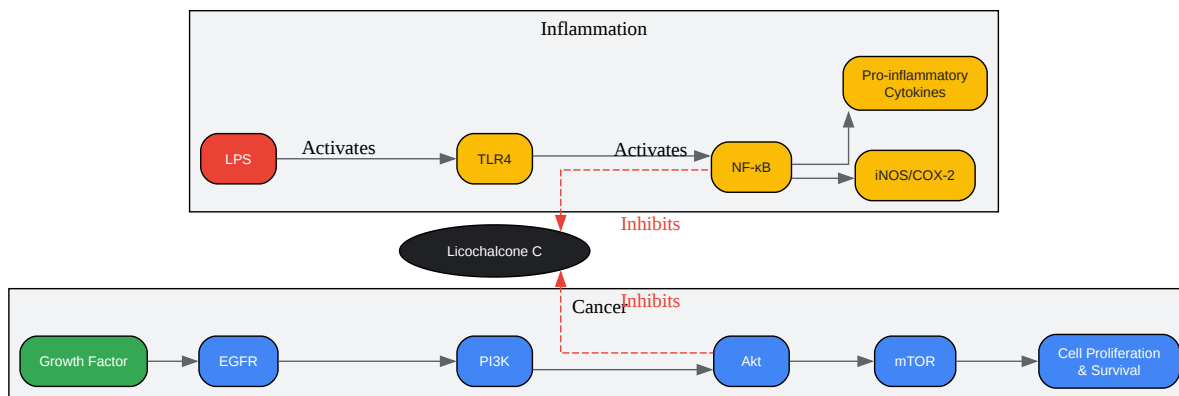 Inflammation
Pro-inflammatory
Cytokines
LPS
Activates
TLR4
Activates
NF-κB
iNOS/COX-2
Inhibits
Licochalcone C
Inhibits
Cancer
Growth Factor
EGFR
PI3K
Akt
mTOR
Cell Proliferation
& Survival